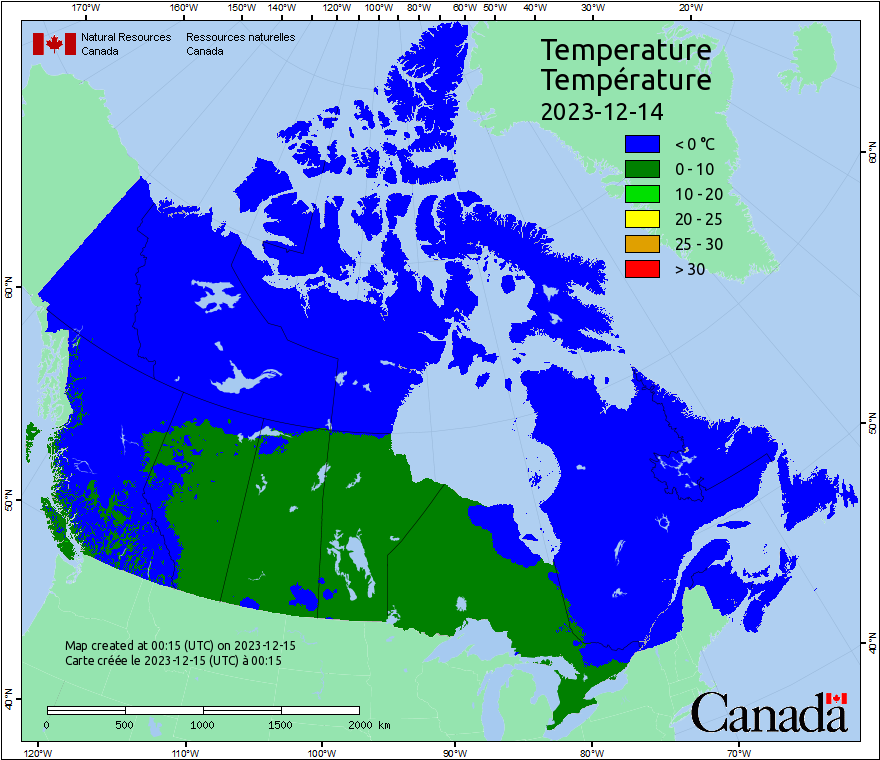 170°W 160°W 150°W 140°W 130°W 120°W 110°W 100°W 90°W 80°W 70°W 60°W 50°W 40°W 30°W 20°W
Natural Resources Ressources naturelles
Canada Canada
Temperature
Température
2023-12-14
< 0 °C
0 - 10
10 - 20
20 - 25
25 - 30
> 30
60°N 60°N
50°N 50°N
40°N 40°N
Map created at 00:15 (UTC) on 2023-12-15
Carte créée le 2023-12-15 (UTC) à 00:15
0 500 1000 1500 2000 km
Canada
120°W 110°W 100°W 90°W 80°W 70°W